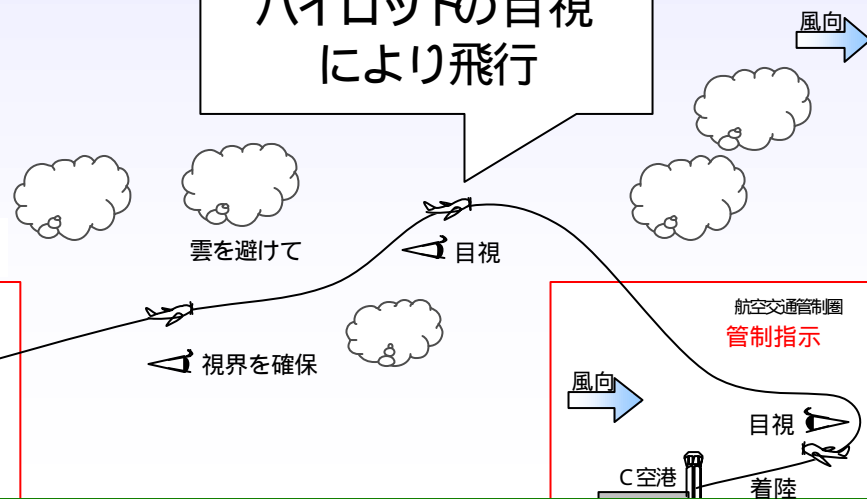 パイロットの目視
により飛行
風向
雲を避けて
目視
視界を確保
航空交通管制圏
管制指示
風向
目視
C空港
着陸